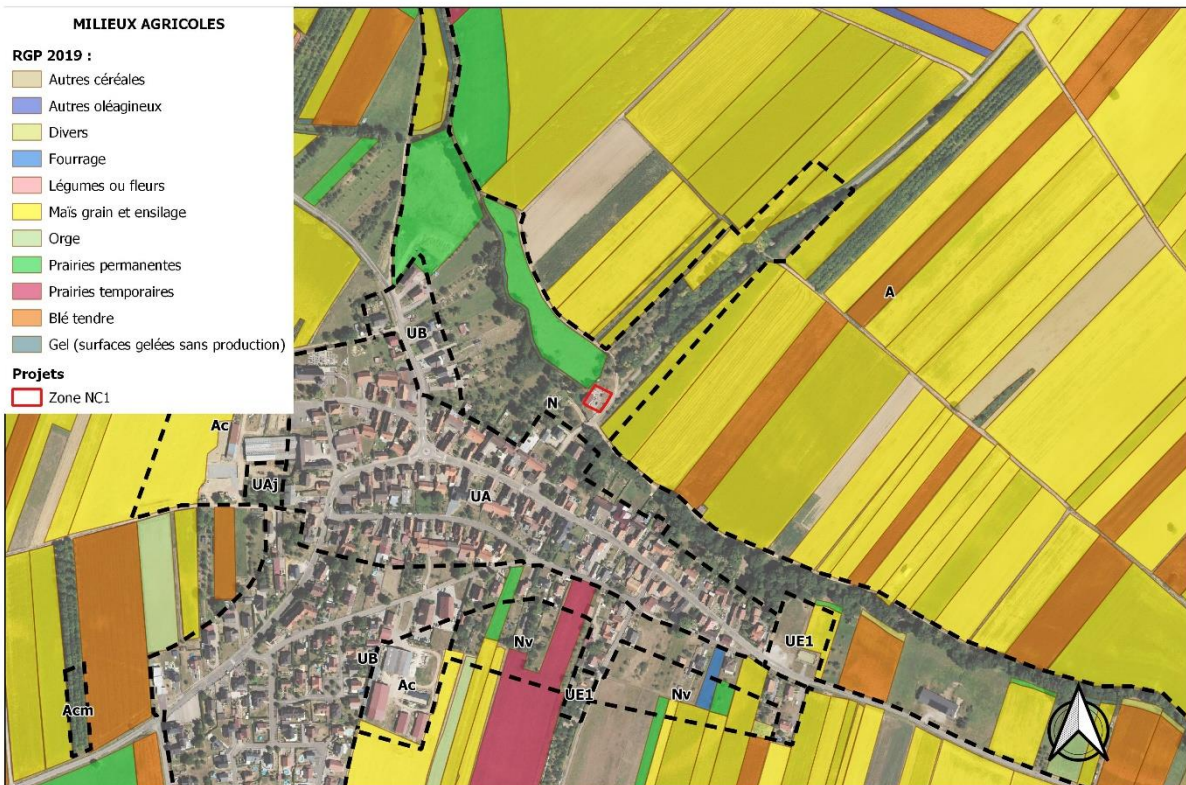 MILIEUX AGRICOLES
RGP 2019 :
Autres céréales
Autres oléagineux
Divers
Fourrage
Légumes ou fleurs
Maïs grain et ensilage
Orge
Prairies permanentes
Prairies temporaires
Blé tendre
Gel (surfaces gelées sans production)
Projets
Zone NC1
A
UB
N
Ac
UAj
UA
Nv
UE1
UB
Ac
UE1
Nv
Acm